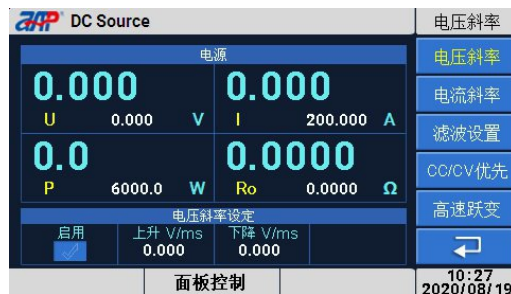 AAP DC Source
电压斜率
电源
0.000
U 0.000 V
0.000
I 200.000 A
0.0
P 6000.0 W
0.0000
Ro 0.0000 Ω
电压斜率设定
启用
上升 V/ms
0.000
下降 V/ms
0.000
电压斜率
电流斜率
滤波设置
CC/CV优先
高速跃变
面板控制
10:27
2020/08/19